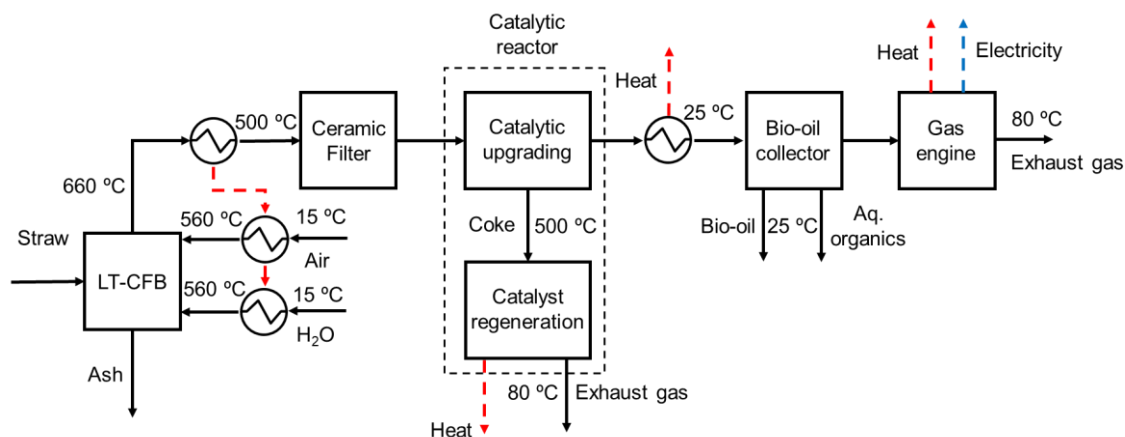 Catalytic
reactor
Heat
Heat
Electricity
500 ºC
Ceramic
Filter
Catalytic
upgrading
25 ºC
Bio-oil
collector
Gas
engine
80 ºC
Exhaust gas
660 ºC
Straw
LT-CFB
560 ºC
15 ºC
Air
560 ºC
15 ºC
H₂O
Ash
Coke
500 ºC
Catalyst
regeneration
Heat
80 ºC
Exhaust gas
Bio-oil
25 ºC
Aq.
organics